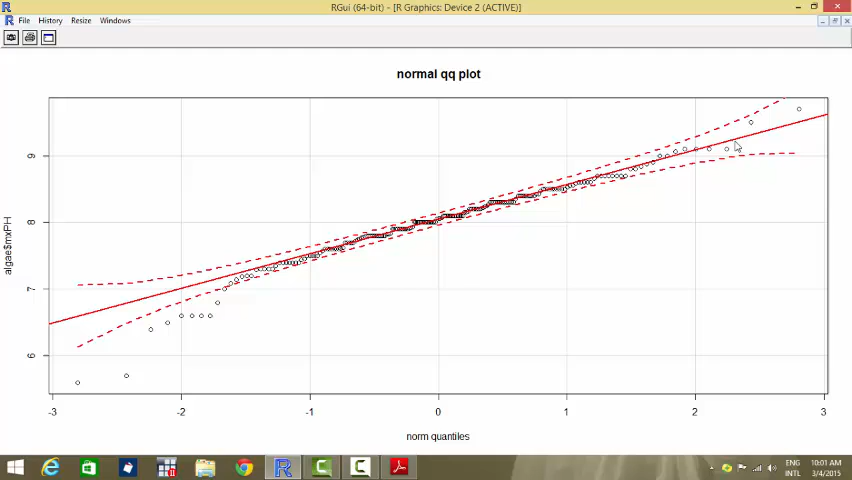 RGui (64-bit) - [R Graphics: Device 2 (ACTIVE)]
File History Resize Windows
normal qq plot
9
8
7
6
algae$mxPH
-3 -2 -1 0 1 2 3
norm quantiles
ENG 10:01 AM
INTL 3/4/2015